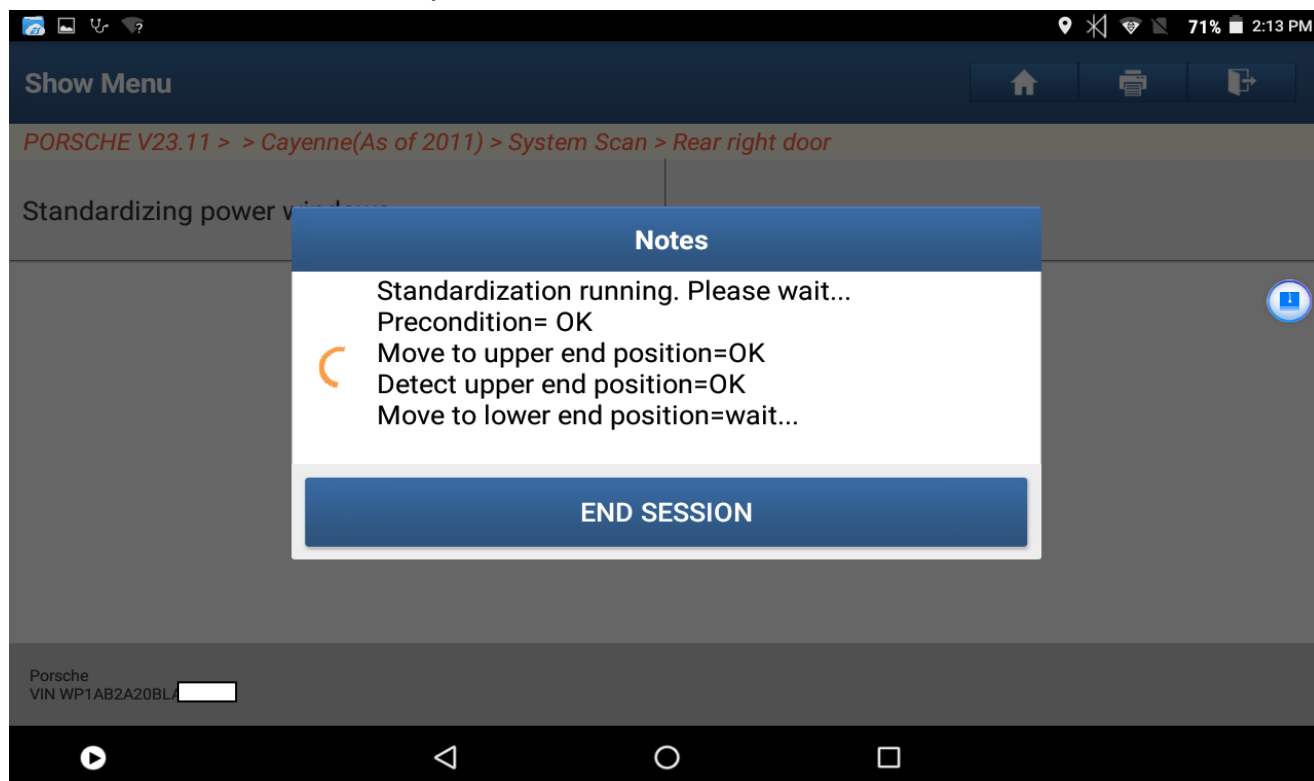 71% 2:13 PM
Show Menu
PORSCHE V23.11 > > Cayenne(As of 2011) > System Scan > Rear right door
Standardizing power
Notes
Standardization running. Please wait...
Precondition= OK
Move to upper end position=OK
Detect upper end position=OK
Move to lower end position=wait...
END SESSION
Porsche
VIN WP1AB2A20BLA